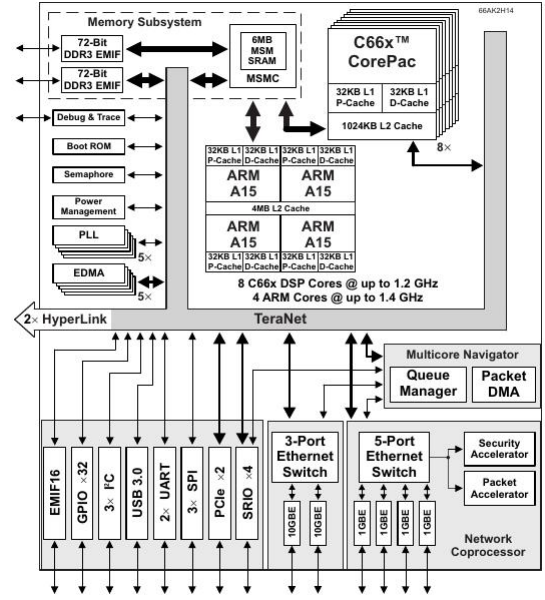 66AK2H14
Memory Subsystem
72-Bit
DDR3 EMIF
72-Bit
DDR3 EMIF
6MB
MSM
SRAM
MSMC
C66x™
CorePac
32KB L1
P-Cache
32KB L1
D-Cache
1024KB L2 Cache
8×
Debug & Trace
Boot ROM
Semaphore
Power
Management
PLL
5×
EDMA
5×
32KB L1
P-Cache
32KB L1
D-Cache
32KB L1
P-Cache
32KB L1
D-Cache
ARM
A15
ARM
A15
4MB L2 Cache
ARM
A15
ARM
A15
32KB L1
P-Cache
32KB L1
D-Cache
32KB L1
P-Cache
32KB L1
D-Cache
8 C66x DSP Cores @ up to 1.2 GHz
4 ARM Cores @ up to 1.4 GHz
2× HyperLink
TeraNet
Multicore Navigator
Queue
Manager
Packet
DMA
EMIF16
GPIO ×32
3× I²C
USB 3.0
2× UART
3× SPI
PCIe ×2
SRIO ×4
3-Port
Ethernet
Switch
10GBE
10GBE
5-Port
Ethernet
Switch
1GBE
1GBE
1GBE
1GBE
Security
Accelerator
Packet
Accelerator
Network
Coprocessor